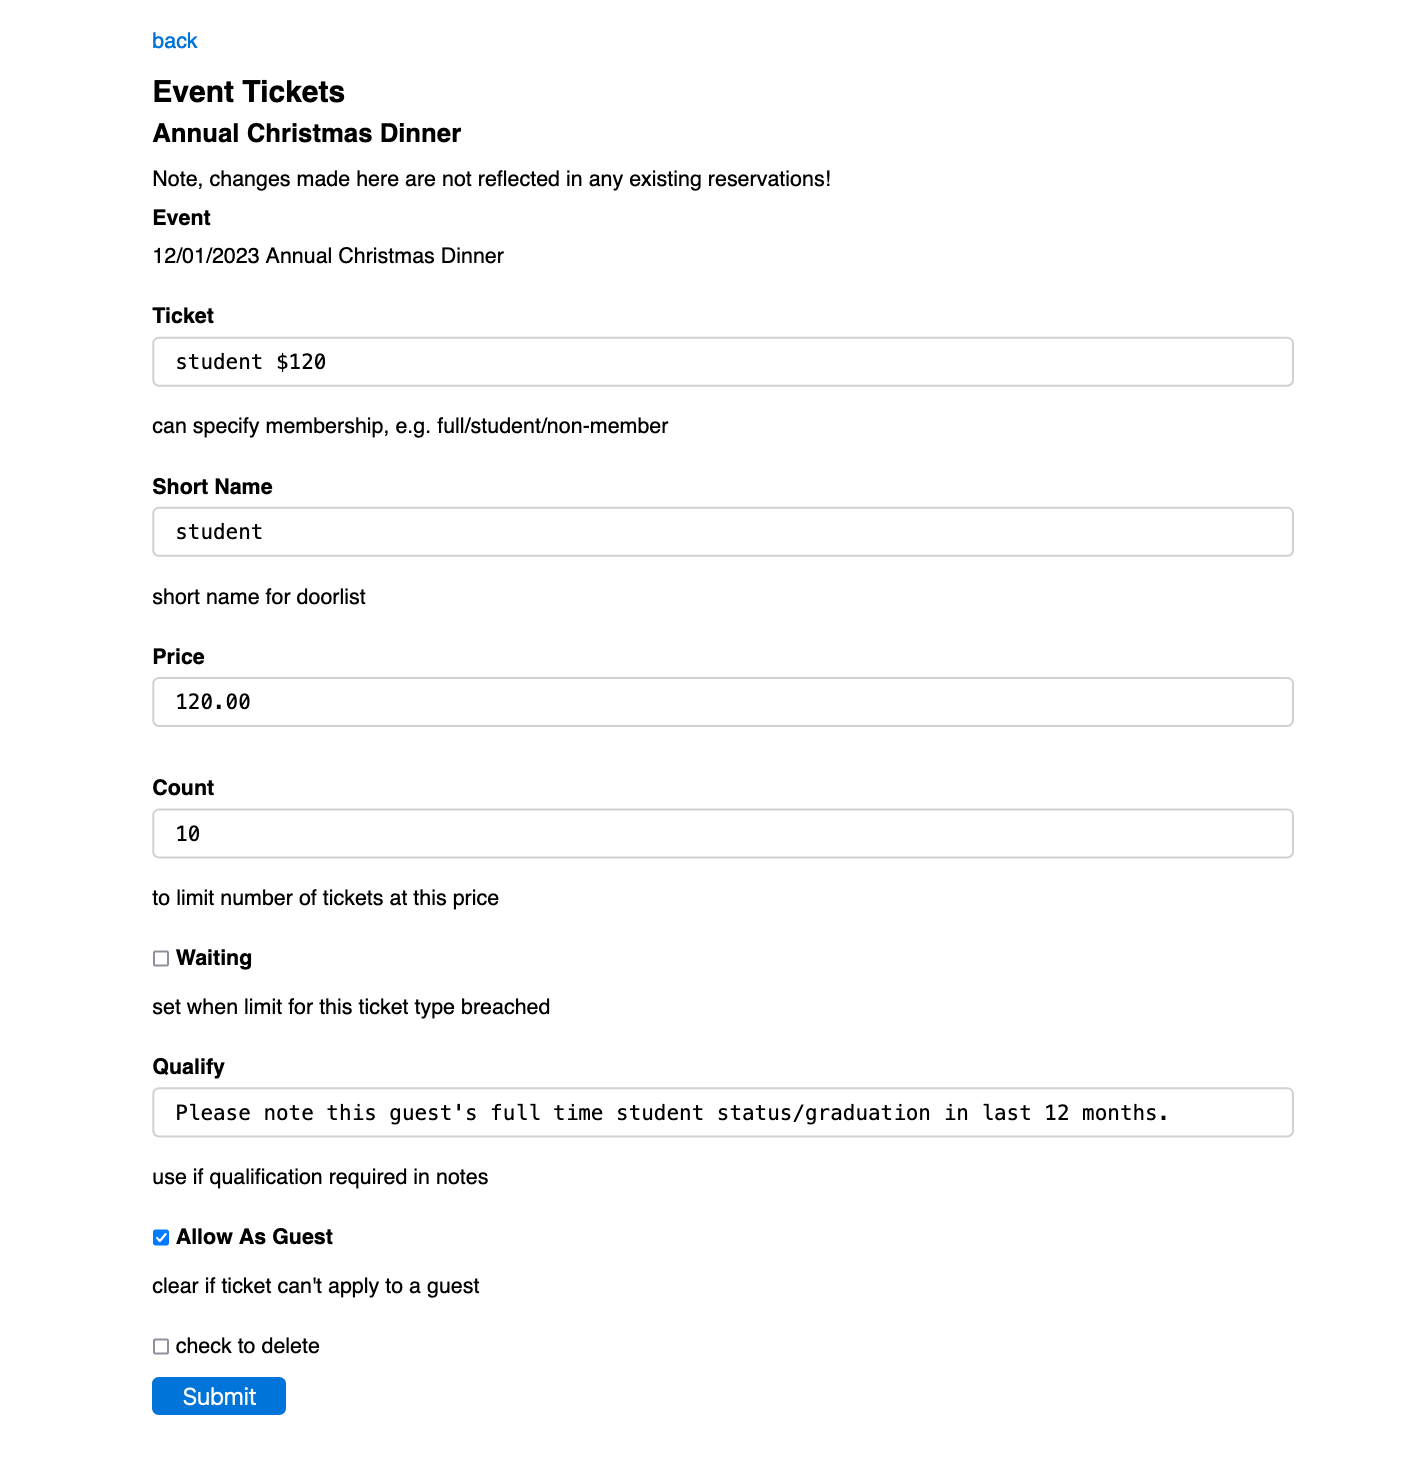 back
Event Tickets
Annual Christmas Dinner
Note, changes made here are not reflected in any existing reservations!
Event
12/01/2023 Annual Christmas Dinner
Ticket
student $120
can specify membership, e.g. full/student/non-member
Short Name
student
short name for doorlist
Price
120.00
Count
10
to limit number of tickets at this price
Waiting
set when limit for this ticket type breached
Qualify
Please note this guest's full time student status/graduation in last 12 months.
use if qualification required in notes
Allow As Guest
clear if ticket can't apply to a guest
check to delete
Submit